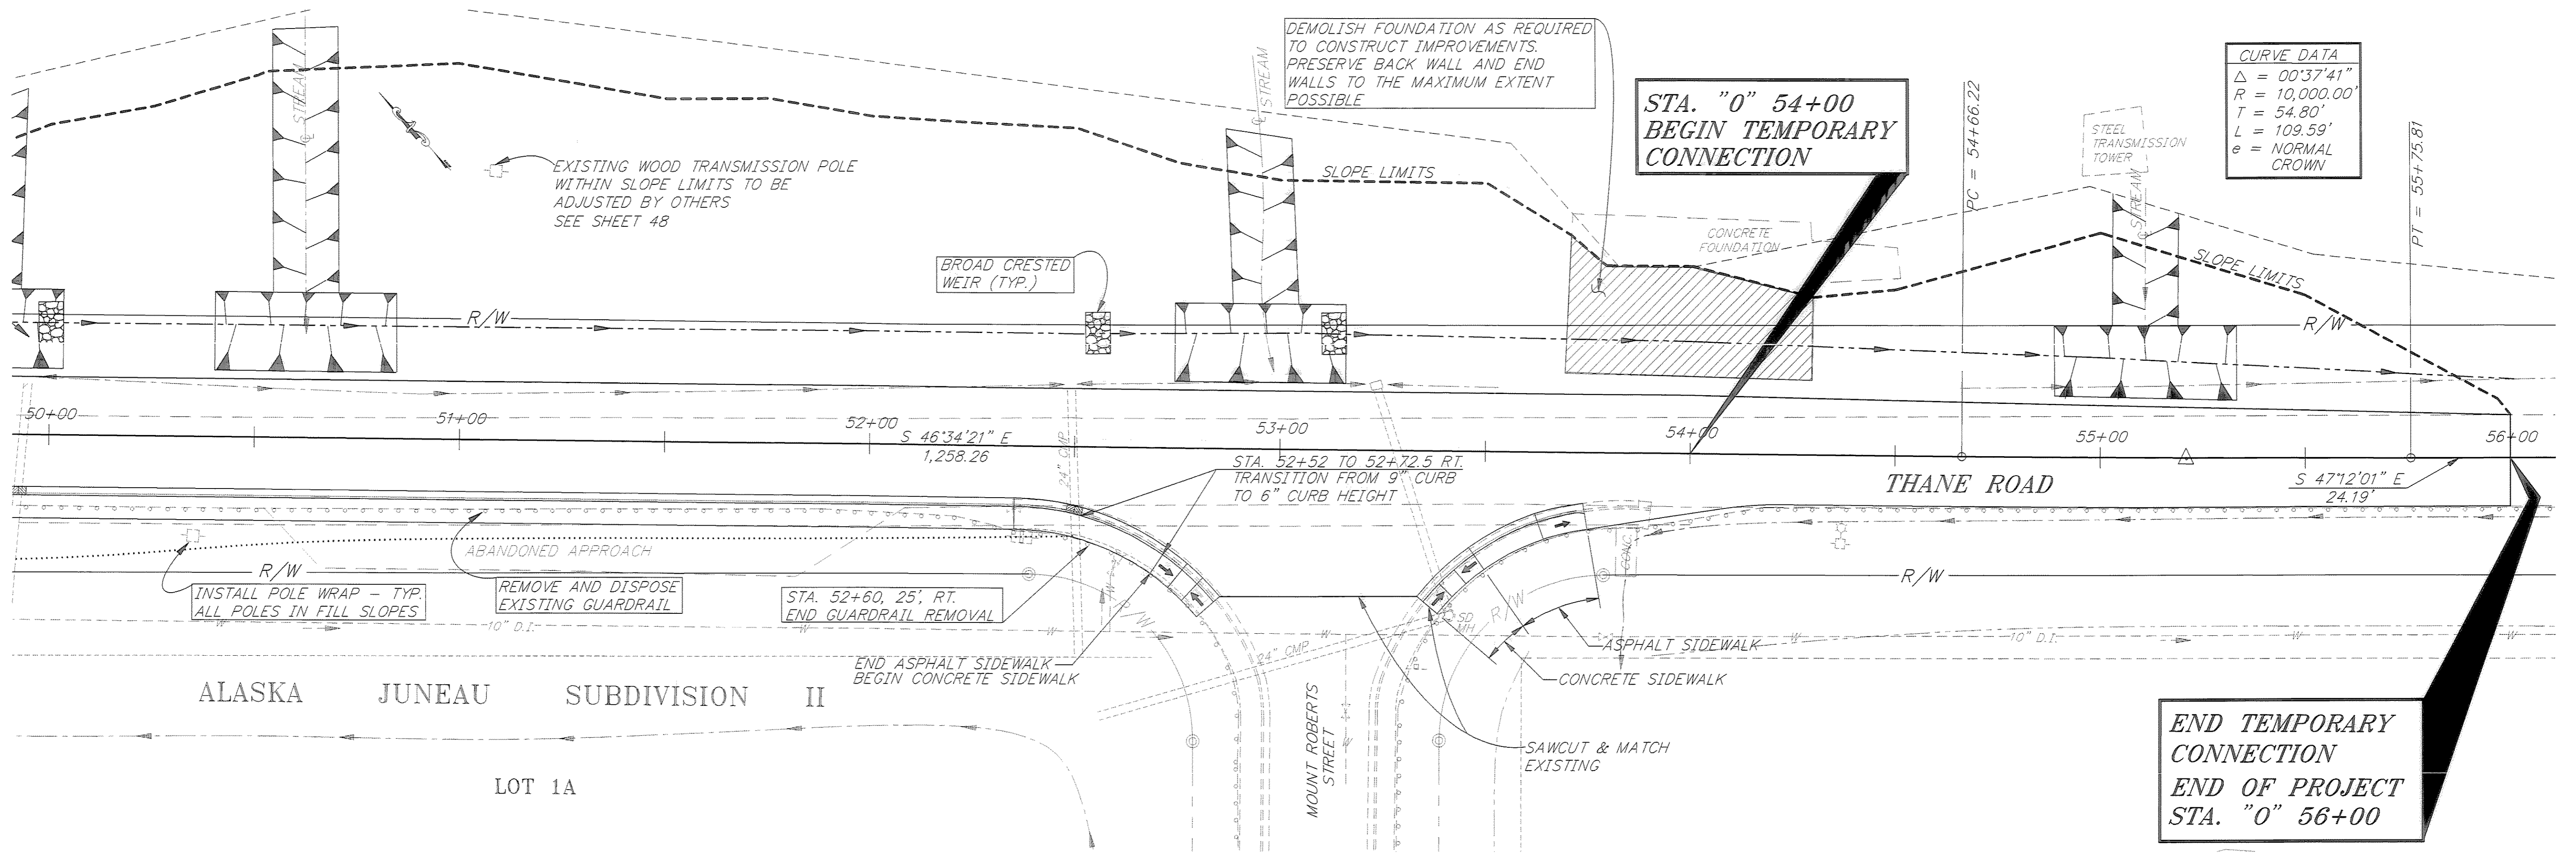 DEMOLISH FOUNDATION AS REQUIRED
TO CONSTRUCT IMPROVEMENTS.
PRESERVE BACK WALL AND END
WALLS TO THE MAXIMUM EXTENT
POSSIBLE
STA. "O" 54+00
BEGIN TEMPORARY
CONNECTION
CURVE DATA
Δ = 00°37'41"
R = 10,000.00'
T = 54.80'
L = 109.59'
e = NORMAL
CROWN
PC = 54+66.22
PT = 55+75.81
STEEL
TRANSMISSION
TOWER
℄ STREAM
℄ STREAM
℄ STREAM
EXISTING WOOD TRANSMISSION POLE
WITHIN SLOPE LIMITS TO BE
ADJUSTED BY OTHERS
SEE SHEET 48
SLOPE LIMITS
SLOPE LIMITS
CONCRETE
FOUNDATION
BROAD CRESTED
WEIR (TYP.)
R/W
R/W
50+00
51+00
52+00
53+00
54+00
55+00
56+00
S 46°34'21" E
1,258.26
24" CMP
STA. 52+52 TO 52+72.5 RT.
TRANSITION FROM 9" CURB
TO 6" CURB HEIGHT
THANE ROAD
S 47°12'01" E
24.19'
ABANDONED APPROACH
CONC.
R/W
R/W
R/W
R/W
INSTALL POLE WRAP - TYP.
ALL POLES IN FILL SLOPES
REMOVE AND DISPOSE
EXISTING GUARDRAIL
STA. 52+60, 25', RT.
END GUARDRAIL REMOVAL
SD
MH
W
10" D.I.
W
W
W
W
10" D.I.
W
W
W
W
ASPHALT SIDEWALK
CONCRETE SIDEWALK
END ASPHALT SIDEWALK
BEGIN CONCRETE SIDEWALK
24" CMP
ALASKA JUNEAU SUBDIVISION II
LOT 1A
MOUNT ROBERTS
STREET
SAWCUT & MATCH
EXISTING
END TEMPORARY
CONNECTION
END OF PROJECT
STA. "O" 56+00